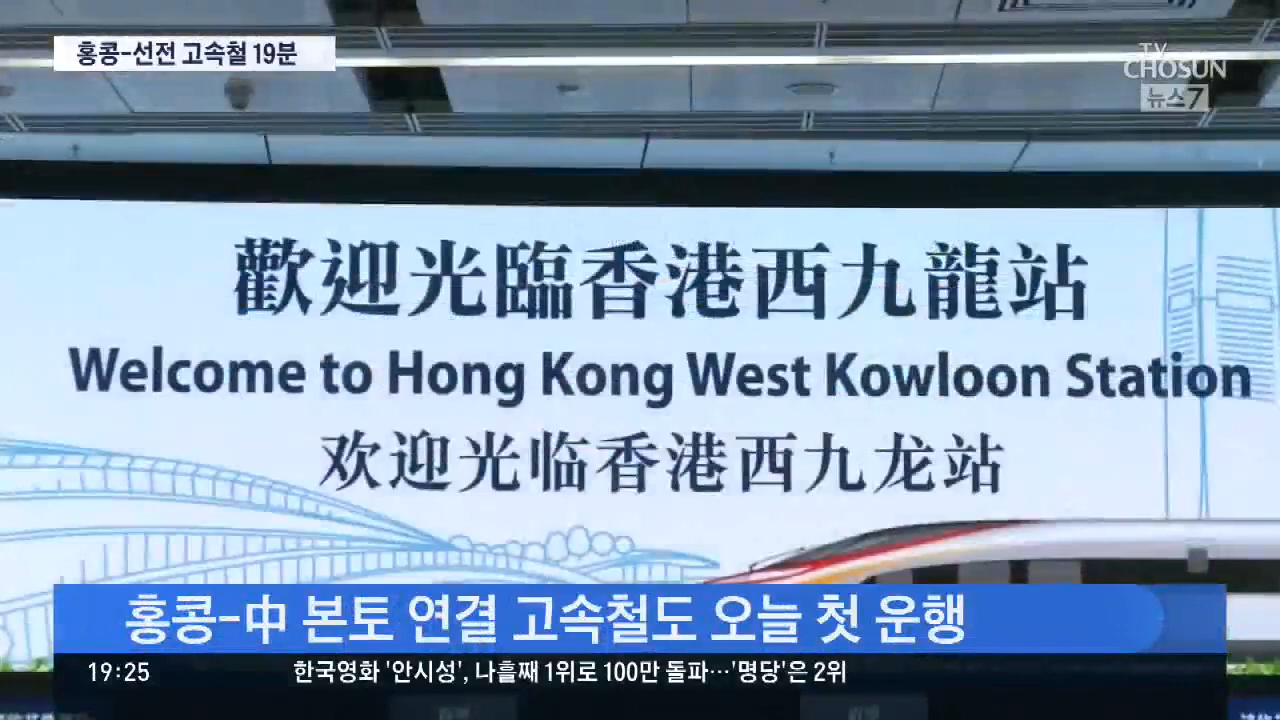 홍콩-선전 고속철 19분
TV
CHOSUN
뉴스7
歡迎光臨香港西九龍站
Welcome to Hong Kong West Kowloon Station
欢迎光临香港西九龙站
홍콩-中 본토 연결 고속철도 오늘 첫 운행
19:25 한국영화 '안시성', 나흘째 1위로 100만 돌파…'명당'은 2위